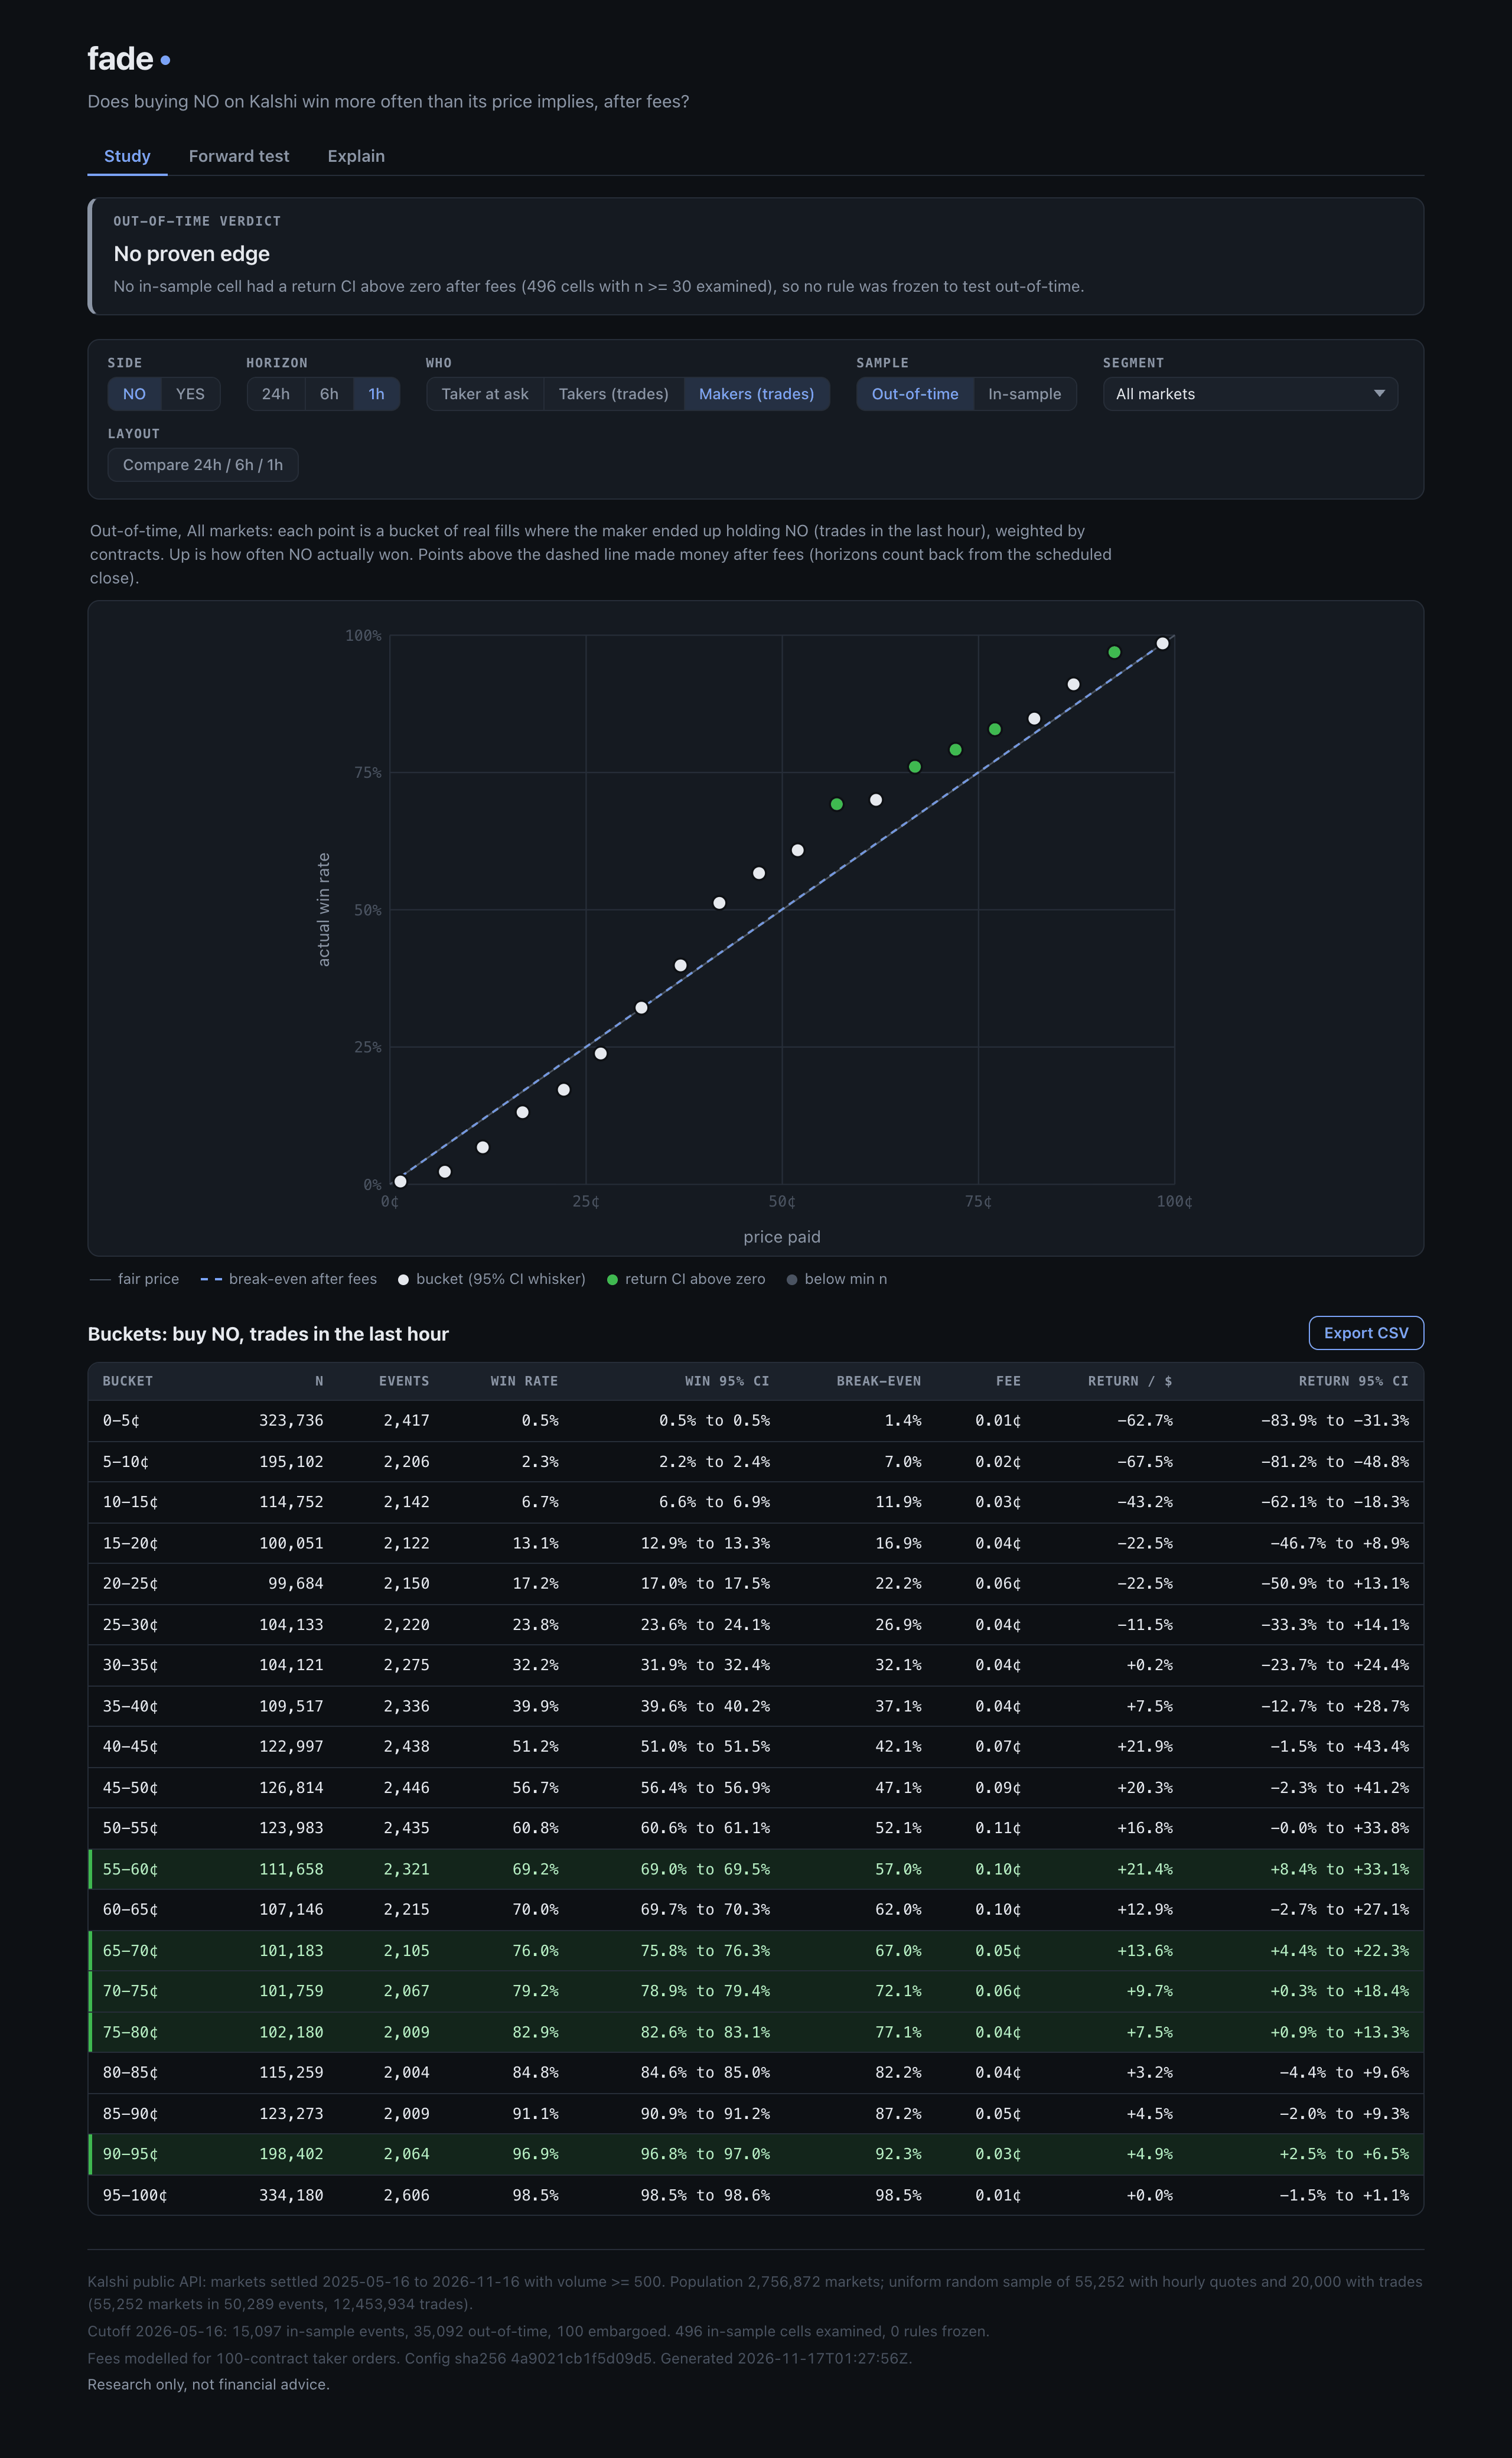 fade
Does buying NO on Kalshi win more often than its price implies, after fees?
Study Forward test Explain
OUT-OF-TIME VERDICT
No proven edge
No in-sample cell had a return CI above zero after fees (496 cells with n >= 30 examined), so no rule was frozen to test out-of-time.
SIDE HORIZON WHO SAMPLE SEGMENT
NO YES 24h 6h 1h Taker at ask Takers (trades) Makers (trades) Out-of-time In-sample All markets
LAYOUT
Compare 24h / 6h / 1h
Out-of-time, All markets: each point is a bucket of real fills where the maker ended up holding NO (trades in the last hour), weighted by
contracts. Up is how often NO actually won. Points above the dashed line made money after fees (horizons count back from the scheduled
close).
100%
75%
50%
25%
0%
actual win rate
0¢ 25¢ 50¢ 75¢ 100¢
price paid
fair price break-even after fees bucket (95% CI whisker) return CI above zero below min n
Buckets: buy NO, trades in the last hour Export CSV
BUCKET N EVENTS WIN RATE WIN 95% CI BREAK-EVEN FEE RETURN / $ RETURN 95% CI
0–5¢ 323,736 2,417 0.5% 0.5% to 0.5% 1.4% 0.01¢ −62.7% −83.9% to −31.3%
5–10¢ 195,102 2,206 2.3% 2.2% to 2.4% 7.0% 0.02¢ −67.5% −81.2% to −48.8%
10–15¢ 114,752 2,142 6.7% 6.6% to 6.9% 11.9% 0.03¢ −43.2% −62.1% to −18.3%
15–20¢ 100,051 2,122 13.1% 12.9% to 13.3% 16.9% 0.04¢ −22.5% −46.7% to +8.9%
20–25¢ 99,684 2,150 17.2% 17.0% to 17.5% 22.2% 0.06¢ −22.5% −50.9% to +13.1%
25–30¢ 104,133 2,220 23.8% 23.6% to 24.1% 26.9% 0.04¢ −11.5% −33.3% to +14.1%
30–35¢ 104,121 2,275 32.2% 31.9% to 32.4% 32.1% 0.04¢ +0.2% −23.7% to +24.4%
35–40¢ 109,517 2,336 39.9% 39.6% to 40.2% 37.1% 0.04¢ +7.5% −12.7% to +28.7%
40–45¢ 122,997 2,438 51.2% 51.0% to 51.5% 42.1% 0.07¢ +21.9% −1.5% to +43.4%
45–50¢ 126,814 2,446 56.7% 56.4% to 56.9% 47.1% 0.09¢ +20.3% −2.3% to +41.2%
50–55¢ 123,983 2,435 60.8% 60.6% to 61.1% 52.1% 0.11¢ +16.8% −0.0% to +33.8%
55–60¢ 111,658 2,321 69.2% 69.0% to 69.5% 57.0% 0.10¢ +21.4% +8.4% to +33.1%
60–65¢ 107,146 2,215 70.0% 69.7% to 70.3% 62.0% 0.10¢ +12.9% −2.7% to +27.1%
65–70¢ 101,183 2,105 76.0% 75.8% to 76.3% 67.0% 0.05¢ +13.6% +4.4% to +22.3%
70–75¢ 101,759 2,067 79.2% 78.9% to 79.4% 72.1% 0.06¢ +9.7% +0.3% to +18.4%
75–80¢ 102,180 2,009 82.9% 82.6% to 83.1% 77.1% 0.04¢ +7.5% +0.9% to +13.3%
80–85¢ 115,259 2,004 84.8% 84.6% to 85.0% 82.2% 0.04¢ +3.2% −4.4% to +9.6%
85–90¢ 123,273 2,009 91.1% 90.9% to 91.2% 87.2% 0.05¢ +4.5% −2.0% to +9.3%
90–95¢ 198,402 2,064 96.9% 96.8% to 97.0% 92.3% 0.03¢ +4.9% +2.5% to +6.5%
95–100¢ 334,180 2,606 98.5% 98.5% to 98.6% 98.5% 0.01¢ +0.0% −1.5% to +1.1%
Kalshi public API: markets settled 2025-05-16 to 2026-11-16 with volume >= 500. Population 2,756,872 markets; uniform random sample of 55,252 with hourly quotes and 20,000 with trades
(55,252 markets in 50,289 events, 12,453,934 trades).
Cutoff 2026-05-16: 15,097 in-sample events, 35,092 out-of-time, 100 embargoed. 496 in-sample cells examined, 0 rules frozen.
Fees modelled for 100-contract taker orders. Config sha256 4a9021cb1f5d09d5. Generated 2026-11-17T01:27:56Z.
Research only, not financial advice.